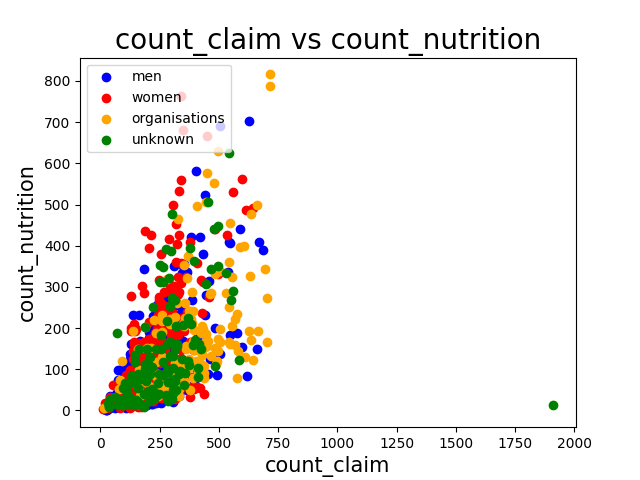 count_claim vs count_nutrition
men
women
organisations
unknown
count_nutrition
800
700
600
500
400
300
200
100
0
0
250
500
750
1000
1250
1500
1750
2000
count_claim